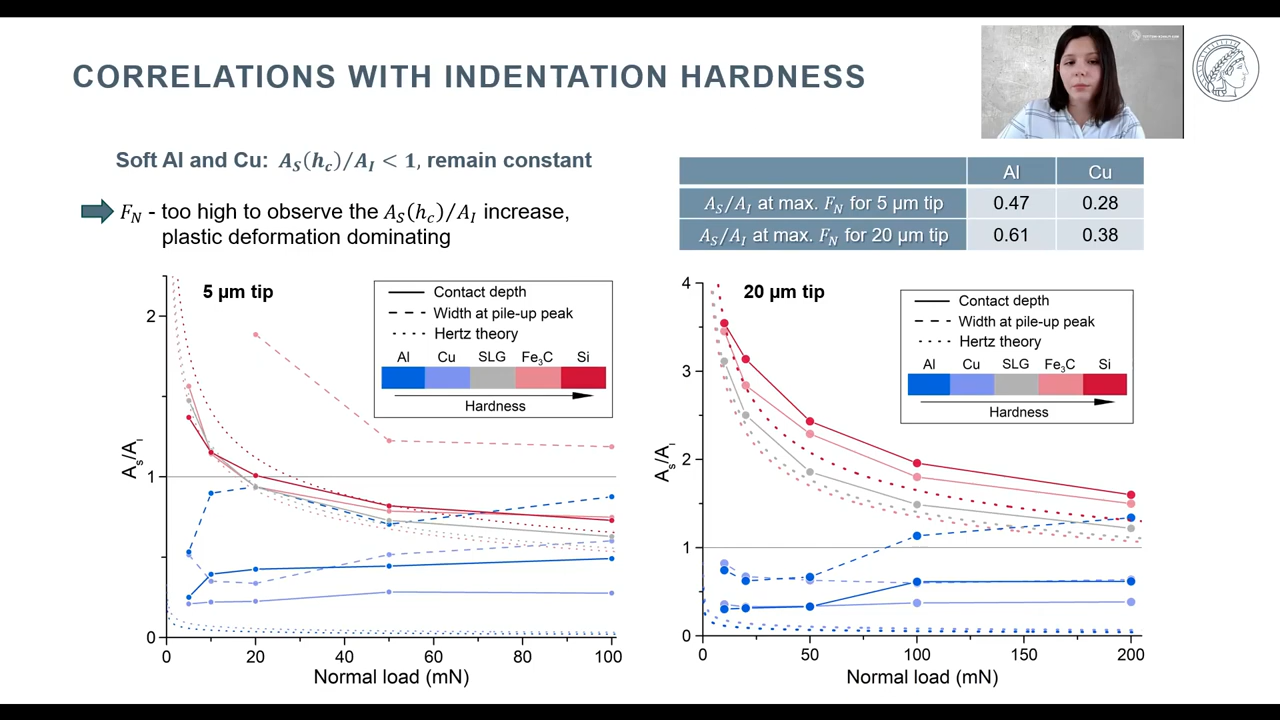 CORRELATIONS WITH INDENTATION HARDNESS
Soft Al and Cu: A_S(h_c)/A_I < 1, remain constant
F_N - too high to observe the A_S(h_c)/A_I increase,
plastic deformation dominating
Al Cu
A_S/A_I at max. F_N for 5 µm tip 0.47 0.28
A_S/A_I at max. F_N for 20 µm tip 0.61 0.38
5 µm tip
Contact depth
Width at pile-up peak
Hertz theory
Al Cu SLG Fe₃C Si
Hardness
2
1
0
A_s/A_I
0 20 40 60 80 100
Normal load (mN)
20 µm tip
Contact depth
Width at pile-up peak
Hertz theory
Al Cu SLG Fe₃C Si
Hardness
4
3
2
1
0
A_s/A_I
0 50 100 150 200
Normal load (mN)